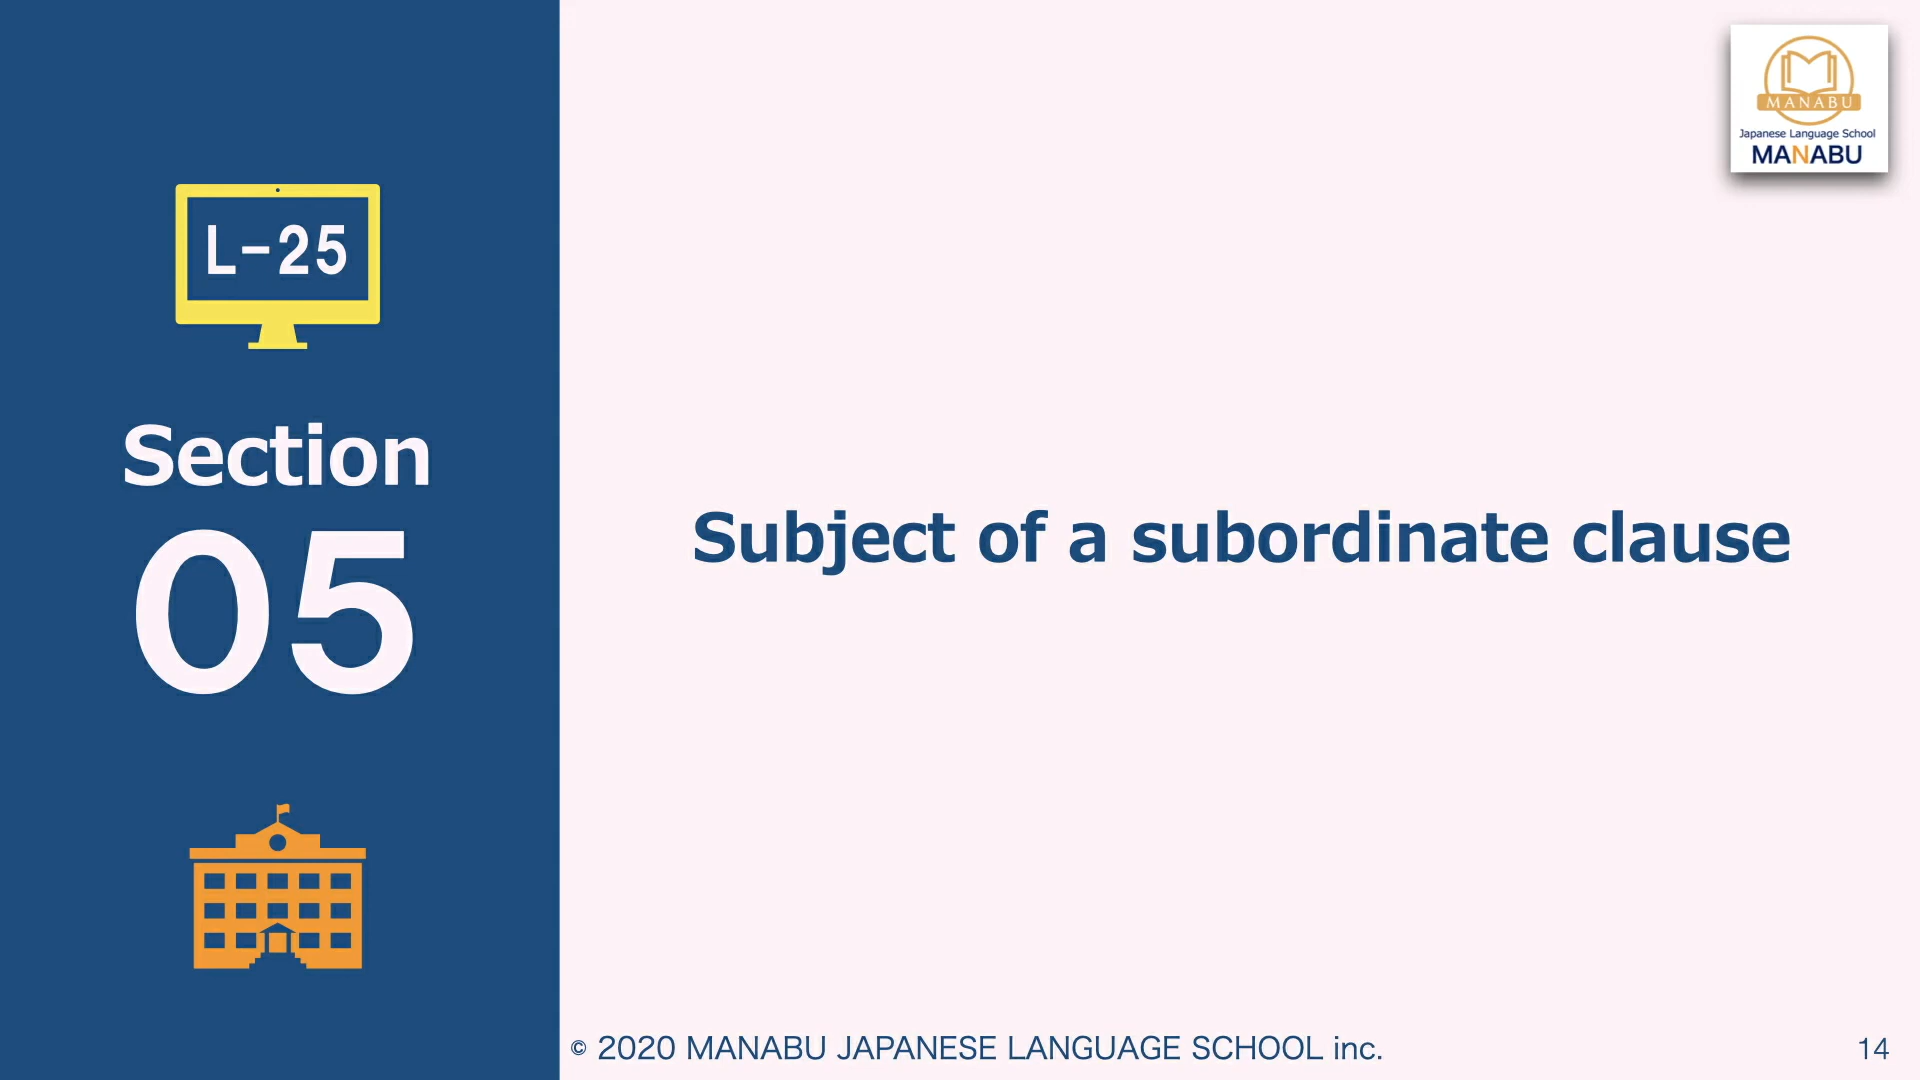 L-25
Section
05
MANABU
Japanese Language School
MANABU
Subject of a subordinate clause
© 2020 MANABU JAPANESE LANGUAGE SCHOOL inc.
14